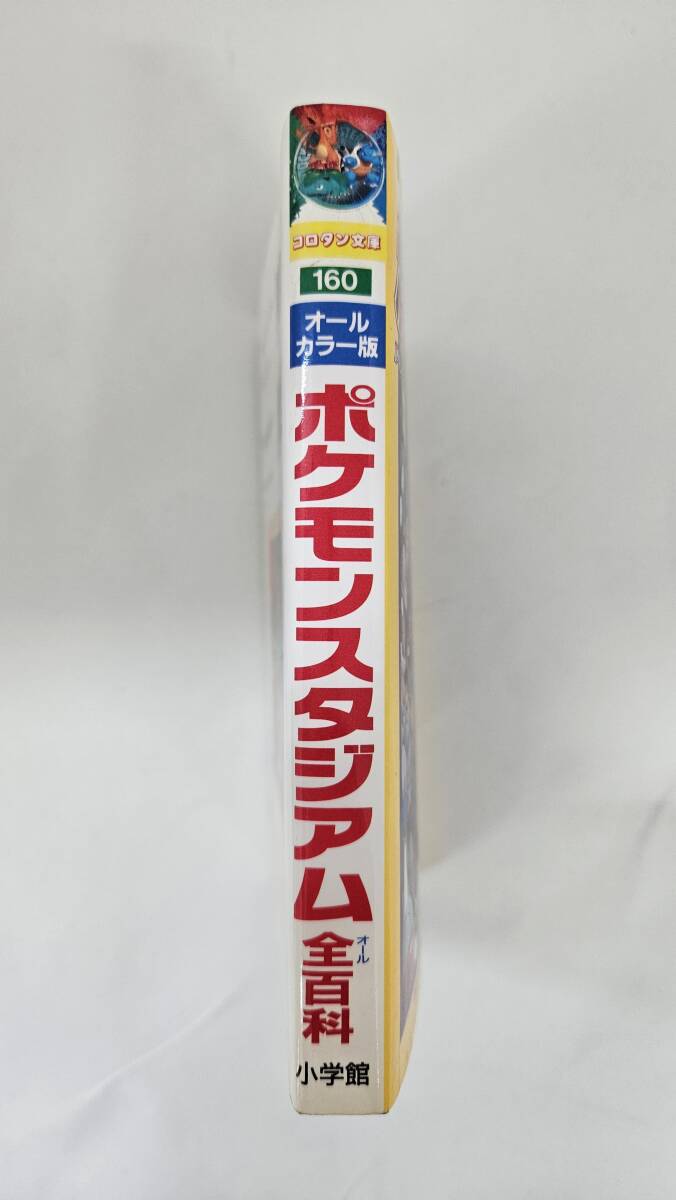 コロタン文庫
160
オール
カラー版
ポケモンスタジアム
全百科
オール
小学館